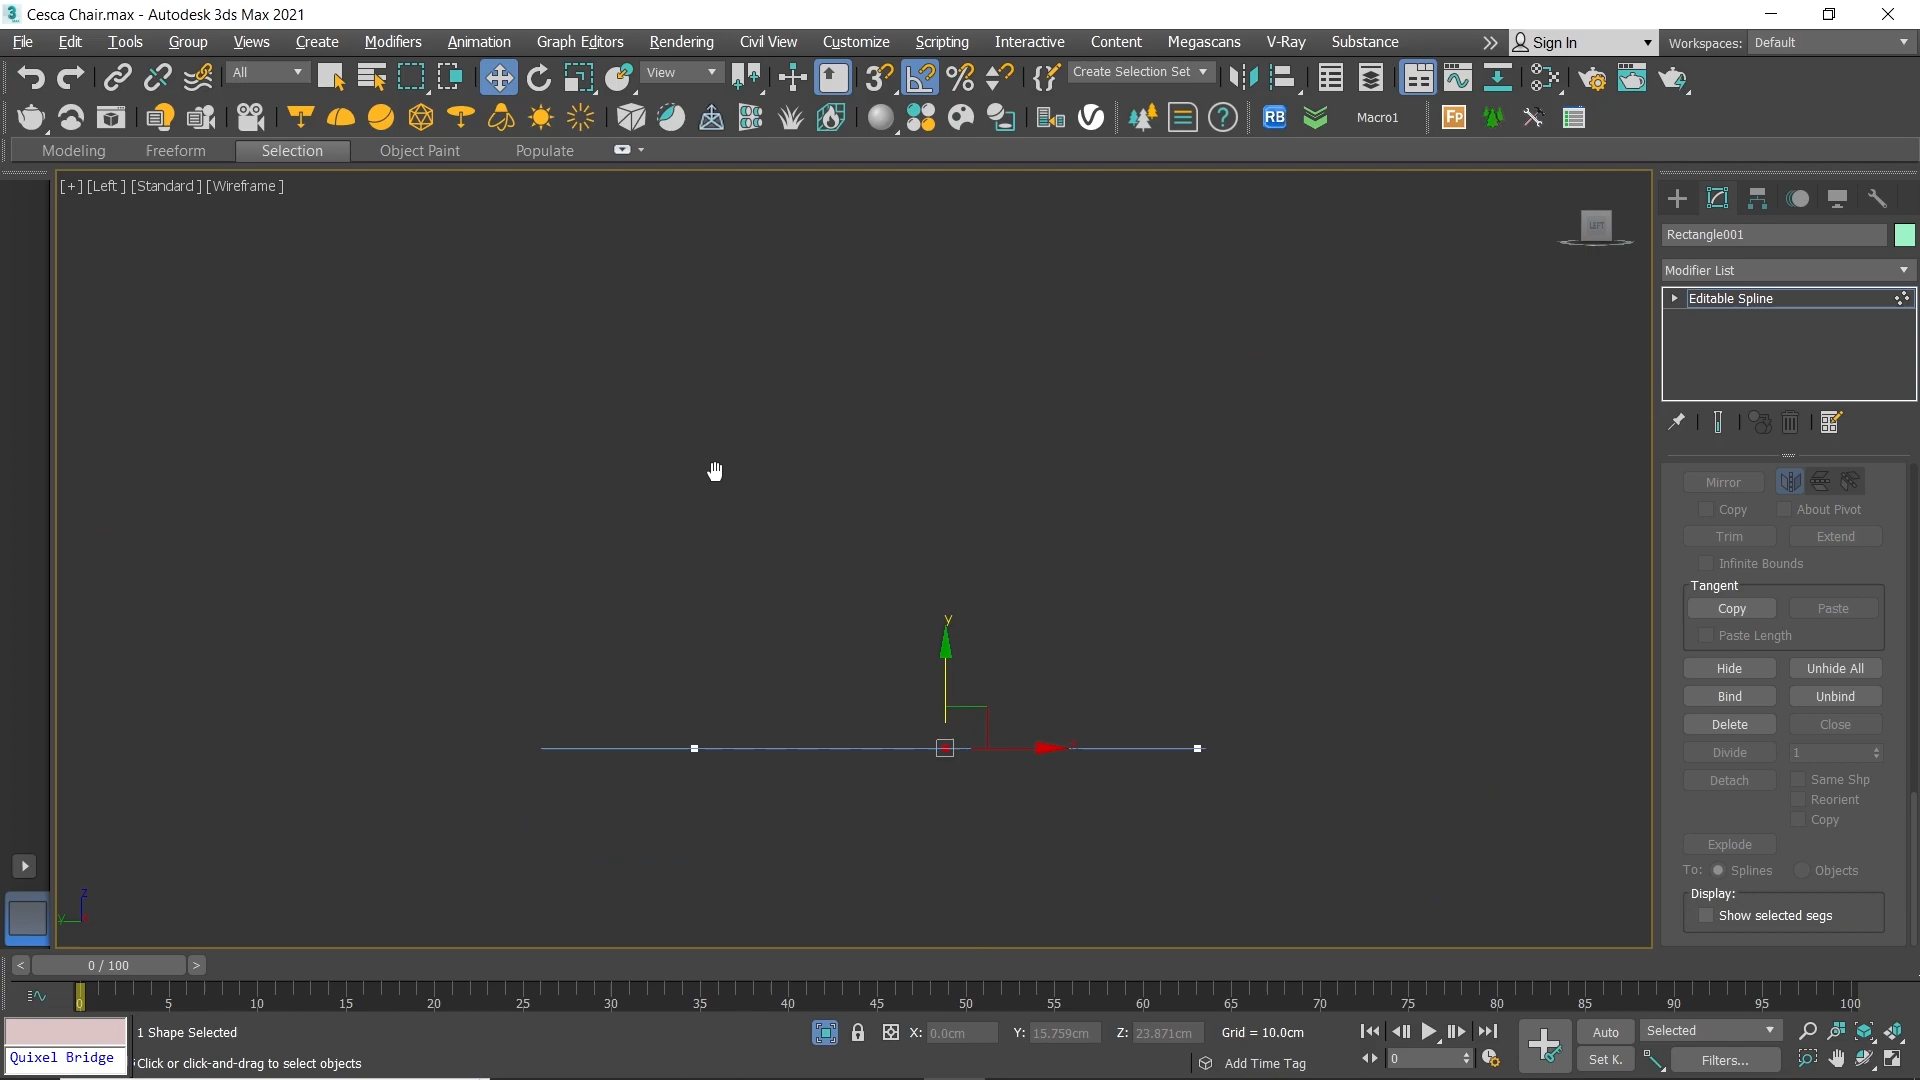 Cesca Chair.max - Autodesk 3ds Max 2021
File Edit Tools Group Views Create Modifiers Animation Graph Editors Rendering Civil View Customize Scripting Interactive Content Megascans V-Ray Substance Sign In Workspaces: Default
All View Create Selection Set
RB Macro1 Fp
Modeling Freeform Selection Object Paint Populate
[+] [Left ] [Standard ] [Wireframe ]
LEFT
Rectangle001
Modifier List
Editable Spline
Mirror
Copy About Pivot
Trim Extend
Infinite Bounds
Tangent
Copy Paste
Paste Length
Hide Unhide All
Bind Unbind
Delete Close
Divide 1
Detach Same Shp
Reorient
Copy
Explode
To: Splines Objects
Display:
Show selected segs
y
z
y
< 0 / 100 >
0 5 10 15 20 25 30 35 40 45 50 55 60 65 70 75 80 85 90 95 100
1 Shape Selected X: 0.0cm Y: 15.759cm Z: 23.871cm Grid = 10.0cm Auto Selected
Quixel Bridge Click or click-and-drag to select objects Add Time Tag 0 Set K. Filters...